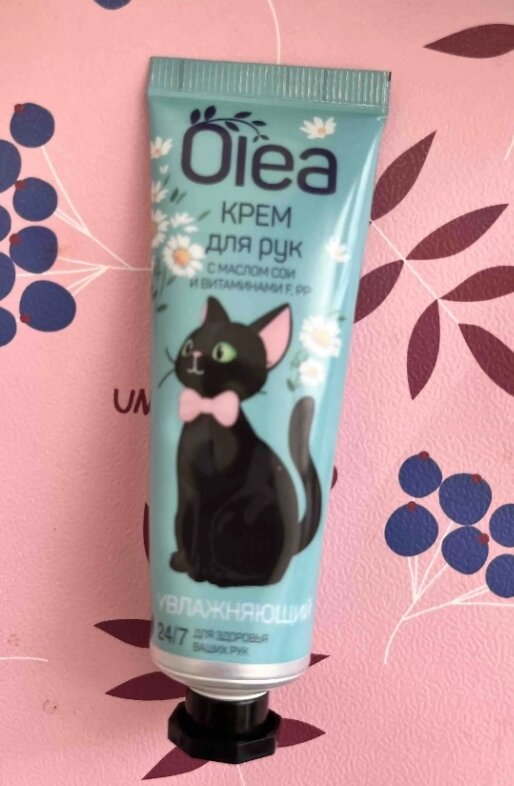 Olea
КРЕМ
ДЛЯ РУК
С МАСЛОМ СОИ
И ВИТАМИНАМИ F, PP
УВЛАЖНЯЮЩИЙ
24/7 ДЛЯ ЗДОРОВЬЯ
ВАШИХ РУК